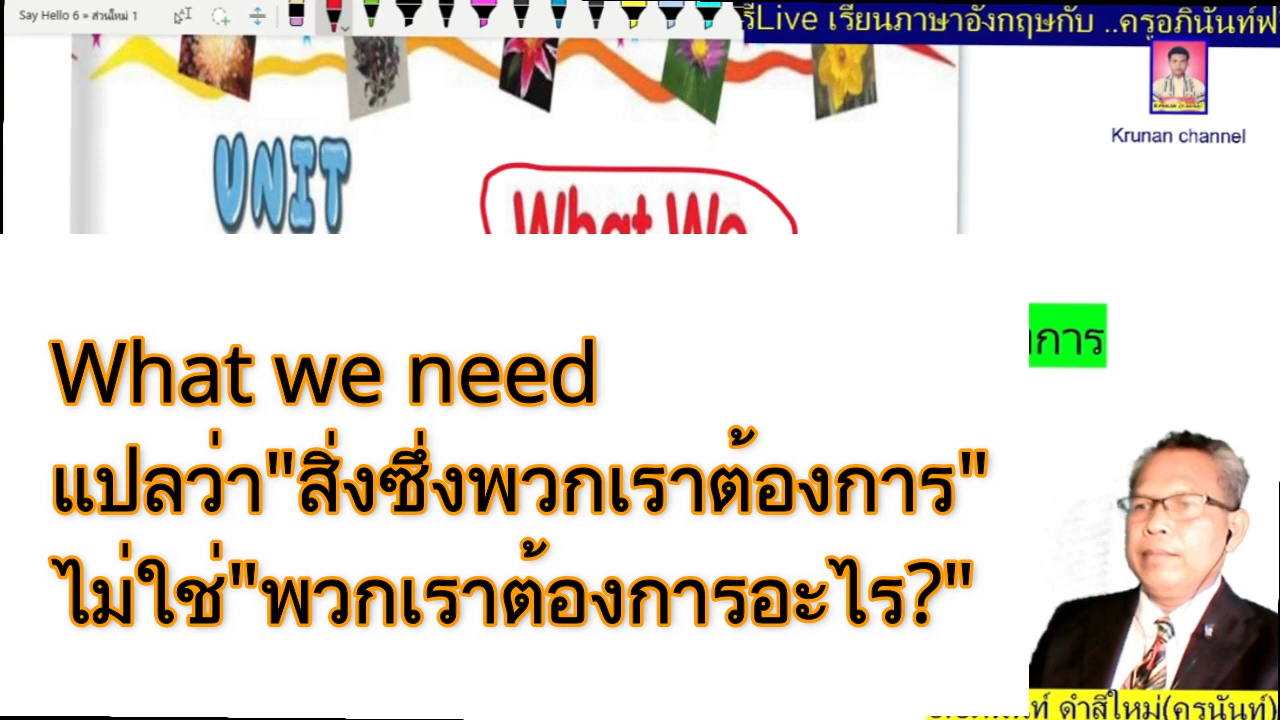 Say Hello 6 » ส่วนใหม่ 1
Live เรียนภาษาอังกฤษกับ ..ครูอภินันท์
Krunan channel
UNIT
What We
การ
What we need
แปลว่า"สิ่งซึ่งพวกเราต้องการ"
ไม่ใช่"พวกเราต้องการอะไร?"
ดำสีใหม่(ครูนันท์)